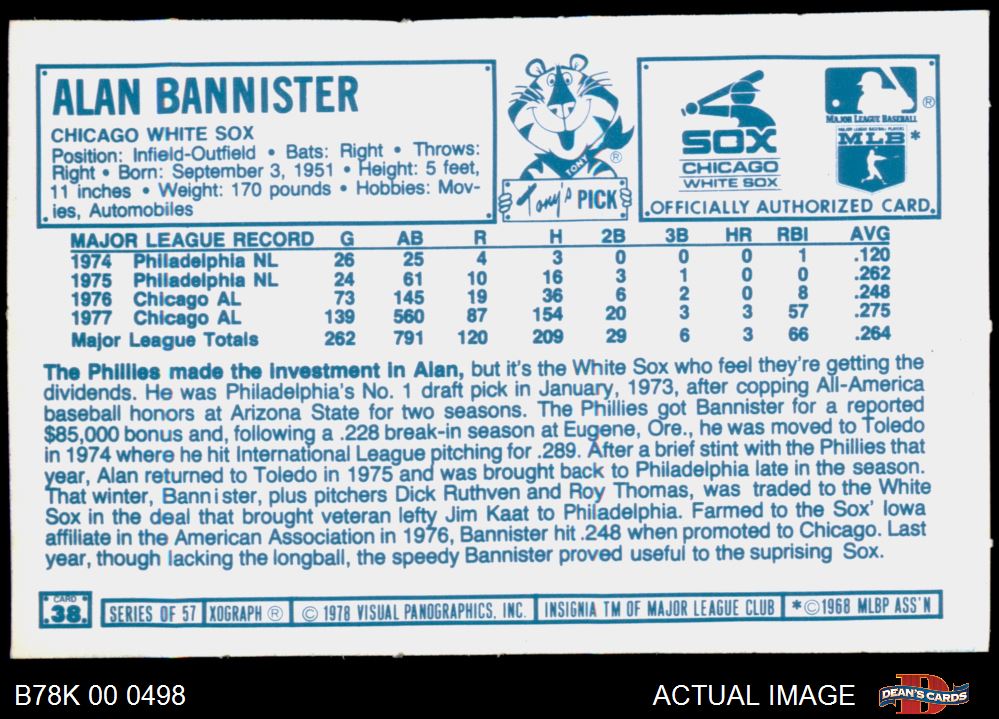 ALAN BANNISTER
CHICAGO WHITE SOX
Position: Infield-Outfield • Bats: Right • Throws:
Right • Born: September 3, 1951 • Height: 5 feet,
11 inches • Weight: 170 pounds • Hobbies: Mov-
ies, Automobiles
TONY
®
Tony's PICK
SOX
CHICAGO
WHITE SOX
®
MAJOR LEAGUE BASEBALL
MAJOR LEAGUE BASEBALL PLAYERS
MLB *
OFFICIALLY AUTHORIZED CARD
MAJOR LEAGUE RECORD G AB R H 2B 3B HR RBI AVG
1974 Philadelphia NL 26 25 4 3 0 0 0 1 .120
1975 Philadelphia NL 24 61 10 16 3 1 0 0 .262
1976 Chicago AL 73 145 19 36 6 2 0 8 .248
1977 Chicago AL 139 560 87 154 20 3 3 57 .275
Major League Totals 262 791 120 209 29 6 3 66 .264
The Phillies made the investment in Alan, but it's the White Sox who feel they're getting the
dividends. He was Philadelphia's No. 1 draft pick in January, 1973, after copping All-America
baseball honors at Arizona State for two seasons. The Phillies got Bannister for a reported
$85,000 bonus and, following a .228 break-in season at Eugene, Ore., he was moved to Toledo
in 1974 where he hit International League pitching for .289. After a brief stint with the Phillies that
year, Alan returned to Toledo in 1975 and was brought back to Philadelphia late in the season.
That winter, Bannister, plus pitchers Dick Ruthven and Roy Thomas, was traded to the White
Sox in the deal that brought veteran lefty Jim Kaat to Philadelphia. Farmed to the Sox' Iowa
affiliate in the American Association in 1976, Bannister hit .248 when promoted to Chicago. Last
year, though lacking the longball, the speedy Bannister proved useful to the suprising Sox.
CARD
38
SERIES OF 57 XOGRAPH ® © 1978 VISUAL PANOGRAPHICS, INC. INSIGNIA TM OF MAJOR LEAGUE CLUB * ©1968 MLBP ASS'N
B78K 00 0498
ACTUAL IMAGE
D
DEAN'S CARDS